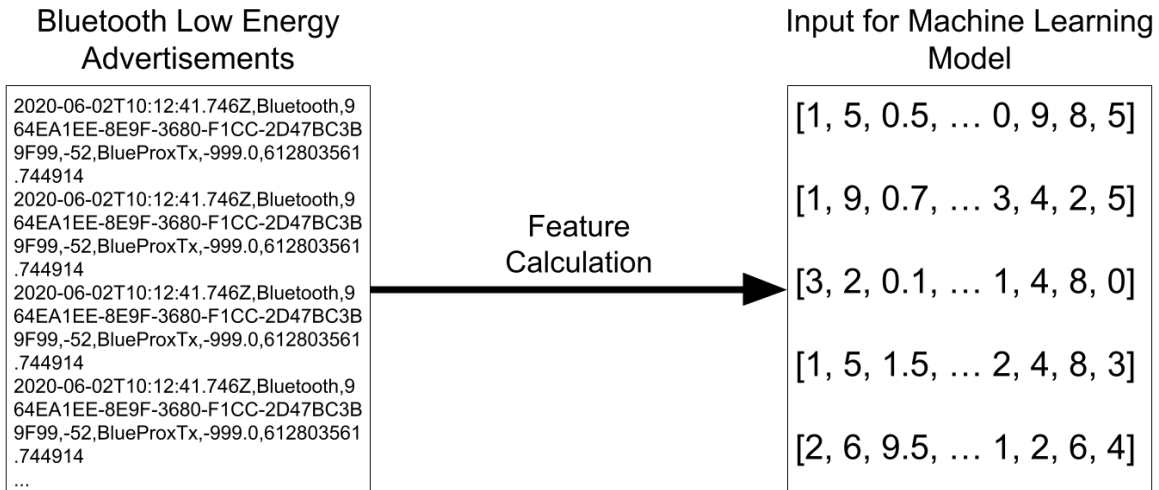 Bluetooth Low Energy
Advertisements
2020-06-02T10:12:41.746Z,Bluetooth,9
64EA1EE-8E9F-3680-F1CC-2D47BC3B
9F99,-52,BlueProxTx,-999.0,612803561
.744914
2020-06-02T10:12:41.746Z,Bluetooth,9
64EA1EE-8E9F-3680-F1CC-2D47BC3B
9F99,-52,BlueProxTx,-999.0,612803561
.744914
2020-06-02T10:12:41.746Z,Bluetooth,9
64EA1EE-8E9F-3680-F1CC-2D47BC3B
9F99,-52,BlueProxTx,-999.0,612803561
.744914
2020-06-02T10:12:41.746Z,Bluetooth,9
64EA1EE-8E9F-3680-F1CC-2D47BC3B
9F99,-52,BlueProxTx,-999.0,612803561
.744914
...
Feature
Calculation
Input for Machine Learning
Model
[1, 5, 0.5, … 0, 9, 8, 5]
[1, 9, 0.7, … 3, 4, 2, 5]
[3, 2, 0.1, … 1, 4, 8, 0]
[1, 5, 1.5, … 2, 4, 8, 3]
[2, 6, 9.5, … 1, 2, 6, 4]